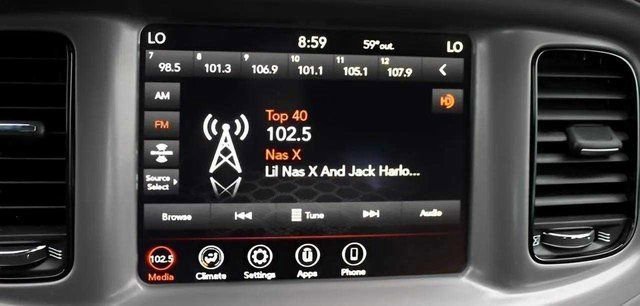 LO 8:59 59°out. LO
7 98.5 8 101.3 9 106.9 10 101.1 11 105.1 12 107.9
AM
FM
Source
Select
HD
Top 40
102.5
Nas X
Lil Nas X And Jack Harlo...
Browse Tune Audio
102.5
Media Climate Settings Apps Phone